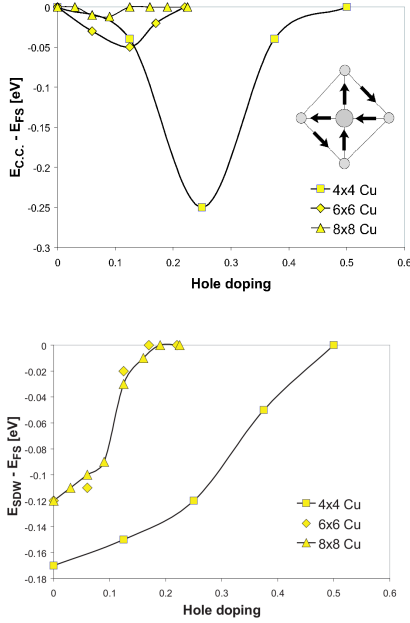 0
-0.05
-0.1
-0.15
-0.2
-0.25
-0.3
E_C.C. - E_FS [eV]
0 0.1 0.2 0.3 0.4 0.5 0.6
Hole doping
4x4 Cu
6x6 Cu
8x8 Cu
0
-0.02
-0.04
-0.06
-0.08
-0.1
-0.12
-0.14
-0.16
-0.18
E_SDW - E_FS [eV]
0 0.1 0.2 0.3 0.4 0.5 0.6
Hole doping
4x4 Cu
6x6 Cu
8x8 Cu